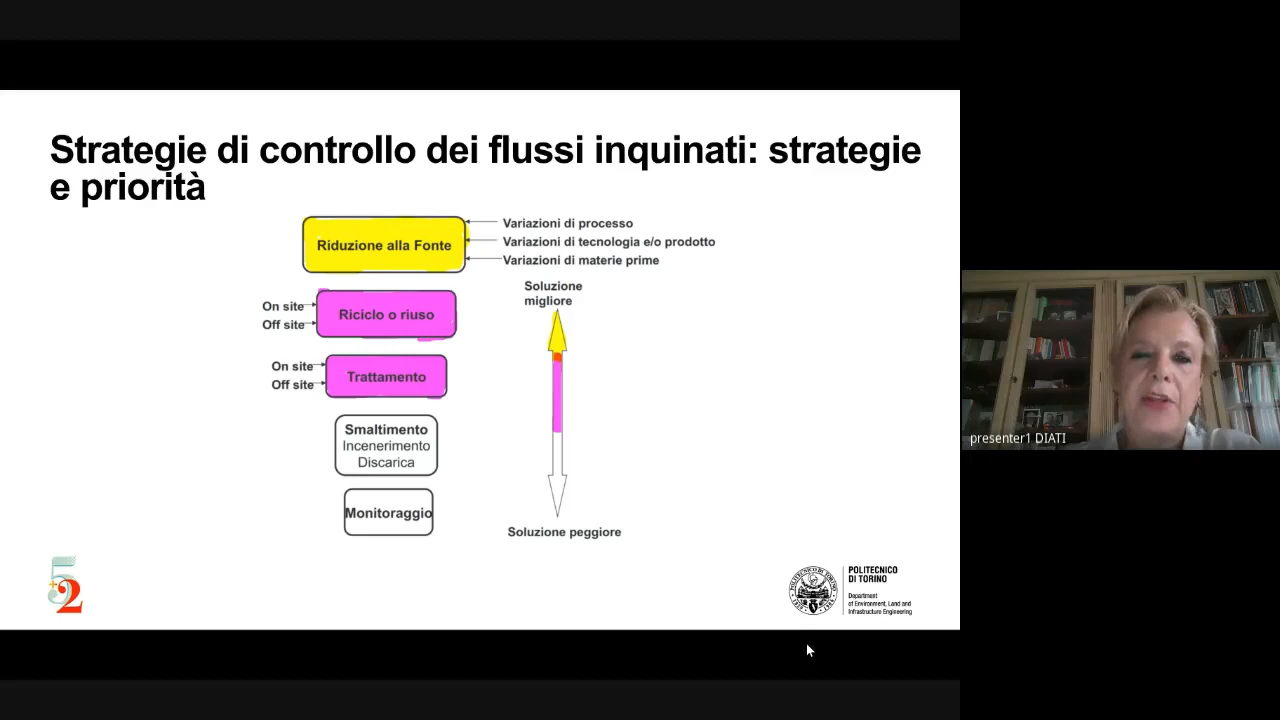 Strategie di controllo dei flussi inquinati: strategie
e priorità
Riduzione alla Fonte
Variazioni di processo
Variazioni di tecnologia e/o prodotto
Variazioni di materie prime
On site
Off site
Riciclo o riuso
Soluzione
migliore
On site
Off site
Trattamento
Smaltimento
Incenerimento
Discarica
Monitoraggio
Soluzione peggiore
5
+2
POLITECNICO
DI TORINO
Department
of Environment, Land and
Infrastructure Engineering
presenter1 DIATI